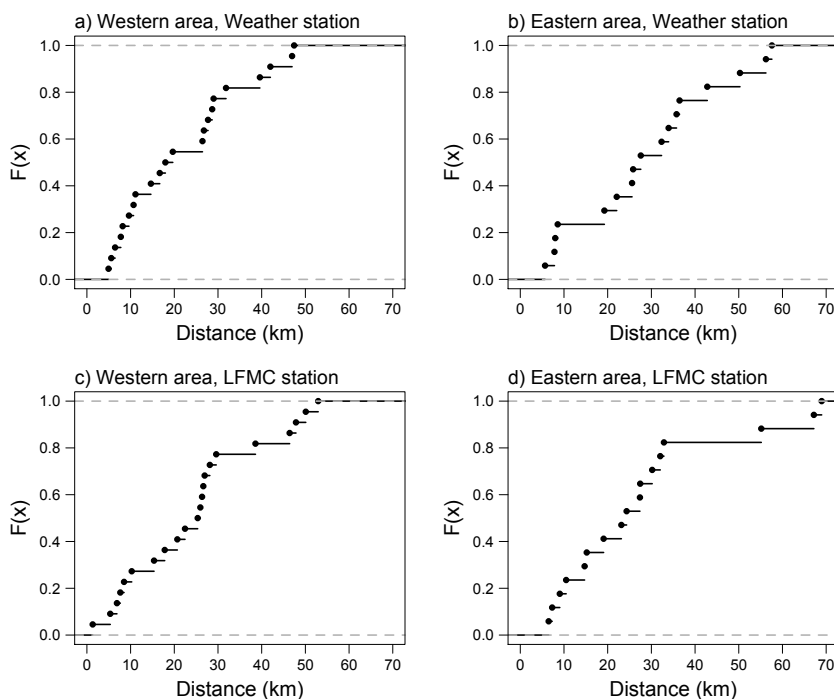 a) Western area, Weather station
b) Eastern area, Weather station
1.0
0.8
0.6
0.4
0.2
0.0
F(x)
0 10 20 30 40 50 60 70
Distance (km)
1.0
0.8
0.6
0.4
0.2
0.0
F(x)
0 10 20 30 40 50 60 70
Distance (km)
c) Western area, LFMC station
d) Eastern area, LFMC station
1.0
0.8
0.6
0.4
0.2
0.0
F(x)
0 10 20 30 40 50 60 70
Distance (km)
1.0
0.8
0.6
0.4
0.2
0.0
F(x)
0 10 20 30 40 50 60 70
Distance (km)